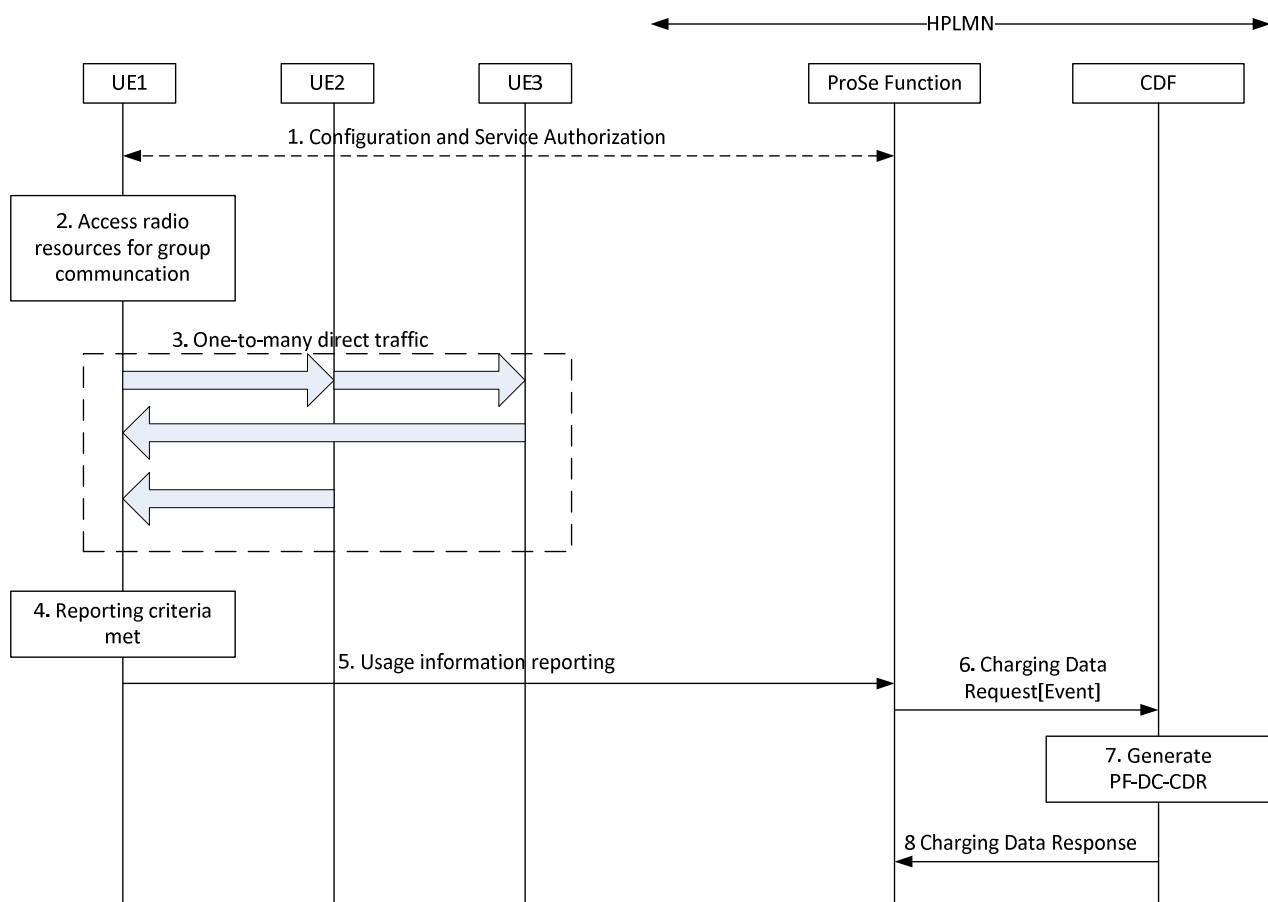 HPLMN
UE1
UE2
UE3
ProSe Function
CDF
1. Configuration and Service Authorization
2. Access radio
resources for group
communcation
3. One-to-many direct traffic
4. Reporting criteria
met
5. Usage information reporting
6. Charging Data
Request[Event]
7. Generate
PF-DC-CDR
8 Charging Data Response